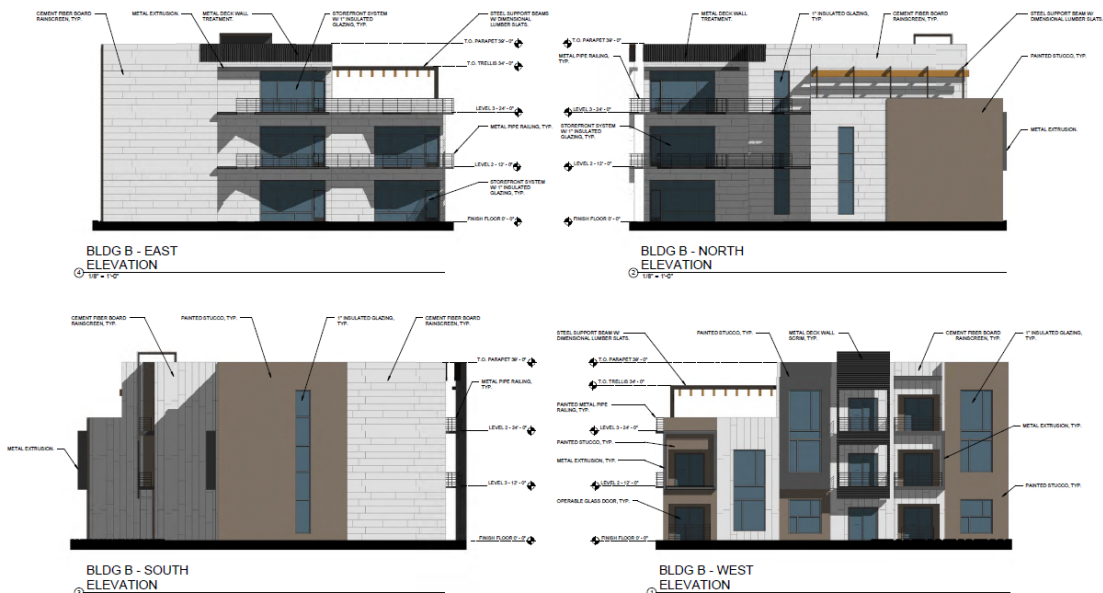 CEMENT FIBER BOARD
RAINSCREEN, TYP.
METAL EXTRUSION.
METAL DECK WALL
TREATMENT.
STOREFRONT SYSTEM
W/ 1" INSULATED
GLAZING, TYP.
STEEL SUPPORT BEAMS
W/ DIMENSIONAL
LUMBER SLATS.
T.O. PARAPET 39' - 0"
T.O. TRELLIS 34' - 0"
LEVEL 3 - 24' - 0"
METAL PIPE RAILING, TYP.
LEVEL 2 - 12' - 0"
STOREFRONT SYSTEM
W/ 1" INSULATED
GLAZING, TYP.
FINISH FLOOR 0' - 0"
BLDG B - EAST
ELEVATION
4
1/8" = 1'-0"
METAL DECK WALL
TREATMENT.
1" INSULATED GLAZING,
TYP.
CEMENT FIBER BOARD
RAINSCREEN, TYP.
STEEL SUPPORT BEAM W/
DIMENSIONAL LUMBER SLATS.
T.O. PARAPET 39' - 0"
METAL PIPE RAILING,
TYP.
PAINTED STUCCO, TYP.
LEVEL 3 - 24' - 0"
STOREFRONT SYSTEM
W/ 1" INSULATED
GLAZING, TYP.
METAL EXTRUSION.
LEVEL 2 - 12' - 0"
FINISH FLOOR 0' - 0"
BLDG B - NORTH
ELEVATION
2
1/8" = 1'-0"
CEMENT FIBER BOARD
RAINSCREEN, TYP.
PAINTED STUCCO, TYP.
1" INSULATED GLAZING,
TYP.
CEMENT FIBER BOARD
RAINSCREEN, TYP.
T.O. PARAPET 39' - 0"
METAL PIPE RAILING,
TYP.
LEVEL 2 - 24' - 0"
METAL EXTRUSION.
LEVEL 3 - 12' - 0"
FINISH FLOOR 0' - 0"
BLDG B - SOUTH
ELEVATION
3
STEEL SUPPORT BEAM W/
DIMENSIONAL LUMBER SLATS.
PAINTED STUCCO, TYP.
METAL DECK WALL
SCRIM, TYP.
CEMENT FIBER BOARD
RAINSCREEN, TYP.
1" INSULATED GLAZING,
TYP.
T.O. PARAPET 39' - 0"
T.O. TRELLIS 34' - 0"
PAINTED METAL PIPE
RAILING, TYP.
LEVEL 3 - 24' - 0"
METAL EXTRUSION, TYP.
PAINTED STUCCO, TYP.
METAL EXTRUSION, TYP.
LEVEL 2 - 12' - 0"
PAINTED STUCCO, TYP.
OPERABLE GLASS DOOR, TYP.
FINISH FLOOR 0' - 0"
BLDG B - WEST
ELEVATION
1